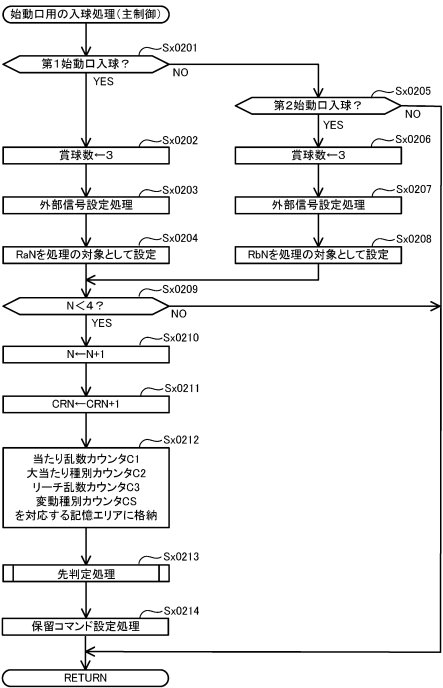 始動口用の入球処理(主制御)
Sx0201
第1始動口入球?
YES
NO
Sx0205
第2始動口入球?
YES
NO
Sx0202
賞球数←3
Sx0206
賞球数←3
Sx0203
外部信号設定処理
Sx0207
外部信号設定処理
Sx0204
RaNを処理の対象として設定
Sx0208
RbNを処理の対象として設定
Sx0209
N<4?
YES
NO
Sx0210
N←N+1
Sx0211
CRN←CRN+1
Sx0212
当たり乱数カウンタC1
大当たり種別カウンタC2
リーチ乱数カウンタC3
変動種別カウンタCS
を対応する記憶エリアに格納
Sx0213
先判定処理
Sx0214
保留コマンド設定処理
RETURN